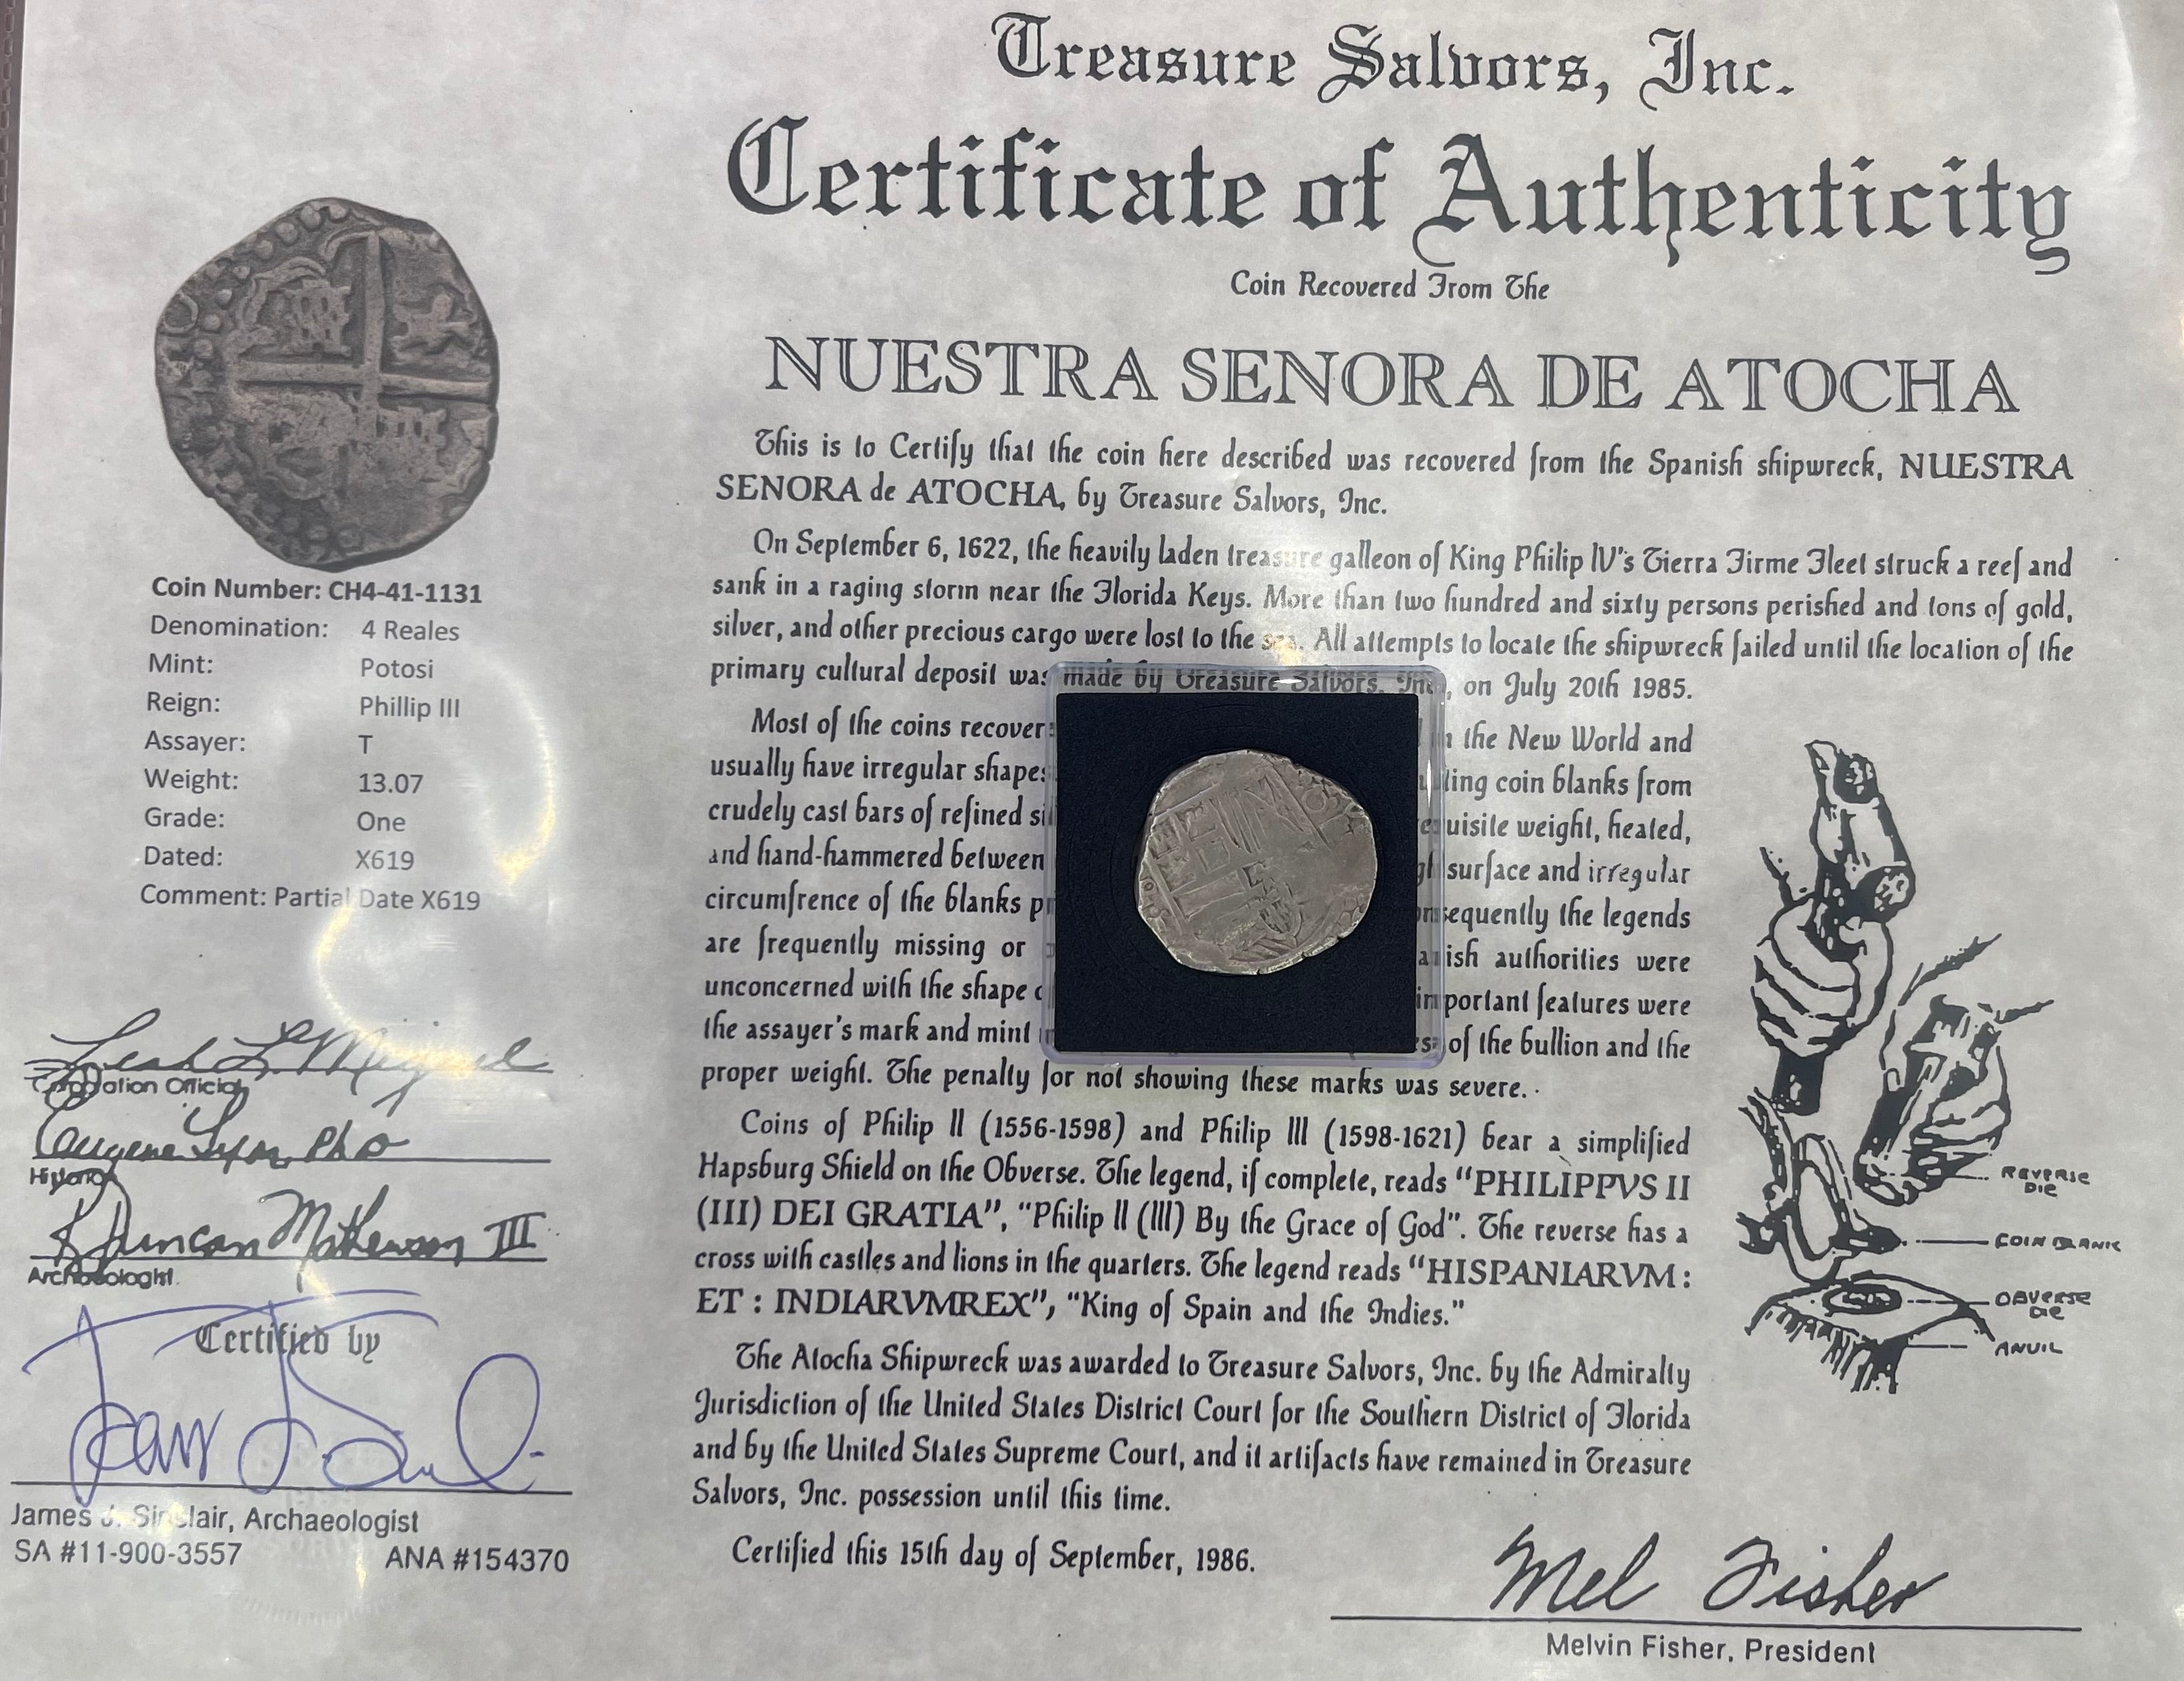 Treasure Salvors, Inc.
Certificate of Authenticity
Coin Recovered From The
NUESTRA SENORA DE ATOCHA
This is to Certify that the coin here described was recovered from the Spanish shipwreck, NUESTRA
SENORA de ATOCHA, by Treasure Salvors, Inc.
On September 6, 1622, the heavily laden treasure galleon of King Philip IV's Tierra Firme Fleet struck a reef and
sank in a raging storm near the Florida Keys. More than two hundred and sixty persons perished and tons of gold,
silver, and other precious cargo were lost to the sea. All attempts to locate the shipwreck failed until the location of the
primary cultural deposit was made by Treasure Salvors, Inc., on July 20th 1985.
Most of the coins in the New World and
usually have irregular coin blanks from
crudely cast bars of refined weight, heated,
and hand-hammered between surface and irregular
circumfrence of the blanks the legends
are frequently missing or authorities were
unconcerned with the shape important features were
the assayer's mark and mint of the bullion and the
proper weight. The penalty for not showing these marks was severe.
Coins of Philip II (1556-1598) and Philip III (1598-1621) bear a simplified
Hapsburg Shield on the Obverse. The legend, if complete, reads "PHILIPPVS II
(III) DEI GRATIA", "Philip II (III) By the Grace of God". The reverse has a
cross with castles and lions in the quarters. The legend reads "HISPANIARVM :
ET : INDIARVMREX", "King of Spain and the Indies."
The Atocha Shipwreck was awarded to Treasure Salvors, Inc. by the Admiralty
Jurisdiction of the United States District Court for the Southern District of Florida
and by the United States Supreme Court, and it artifacts have remained in Treasure
Salvors, Inc. possession until this time.
Certified this 15th day of September, 1986.
Mel Fisher
Melvin Fisher, President
REVERSE
DIE
COIN BLANK
OBVERSE
DIE
ANVIL
Coin Number: CH4-41-1131
Denomination: 4 Reales
Mint: Potosi
Reign: Phillip III
Assayer: T
Weight: 13.07
Grade: One
Dated: X619
Comment: Partial Date X619
Official
Eugene Lyon, PhD
Historian
R Duncan Mathewson III
Archaeologist
Certified by
James J. Sinclair, Archaeologist
SA #11-900-3557 ANA #154370